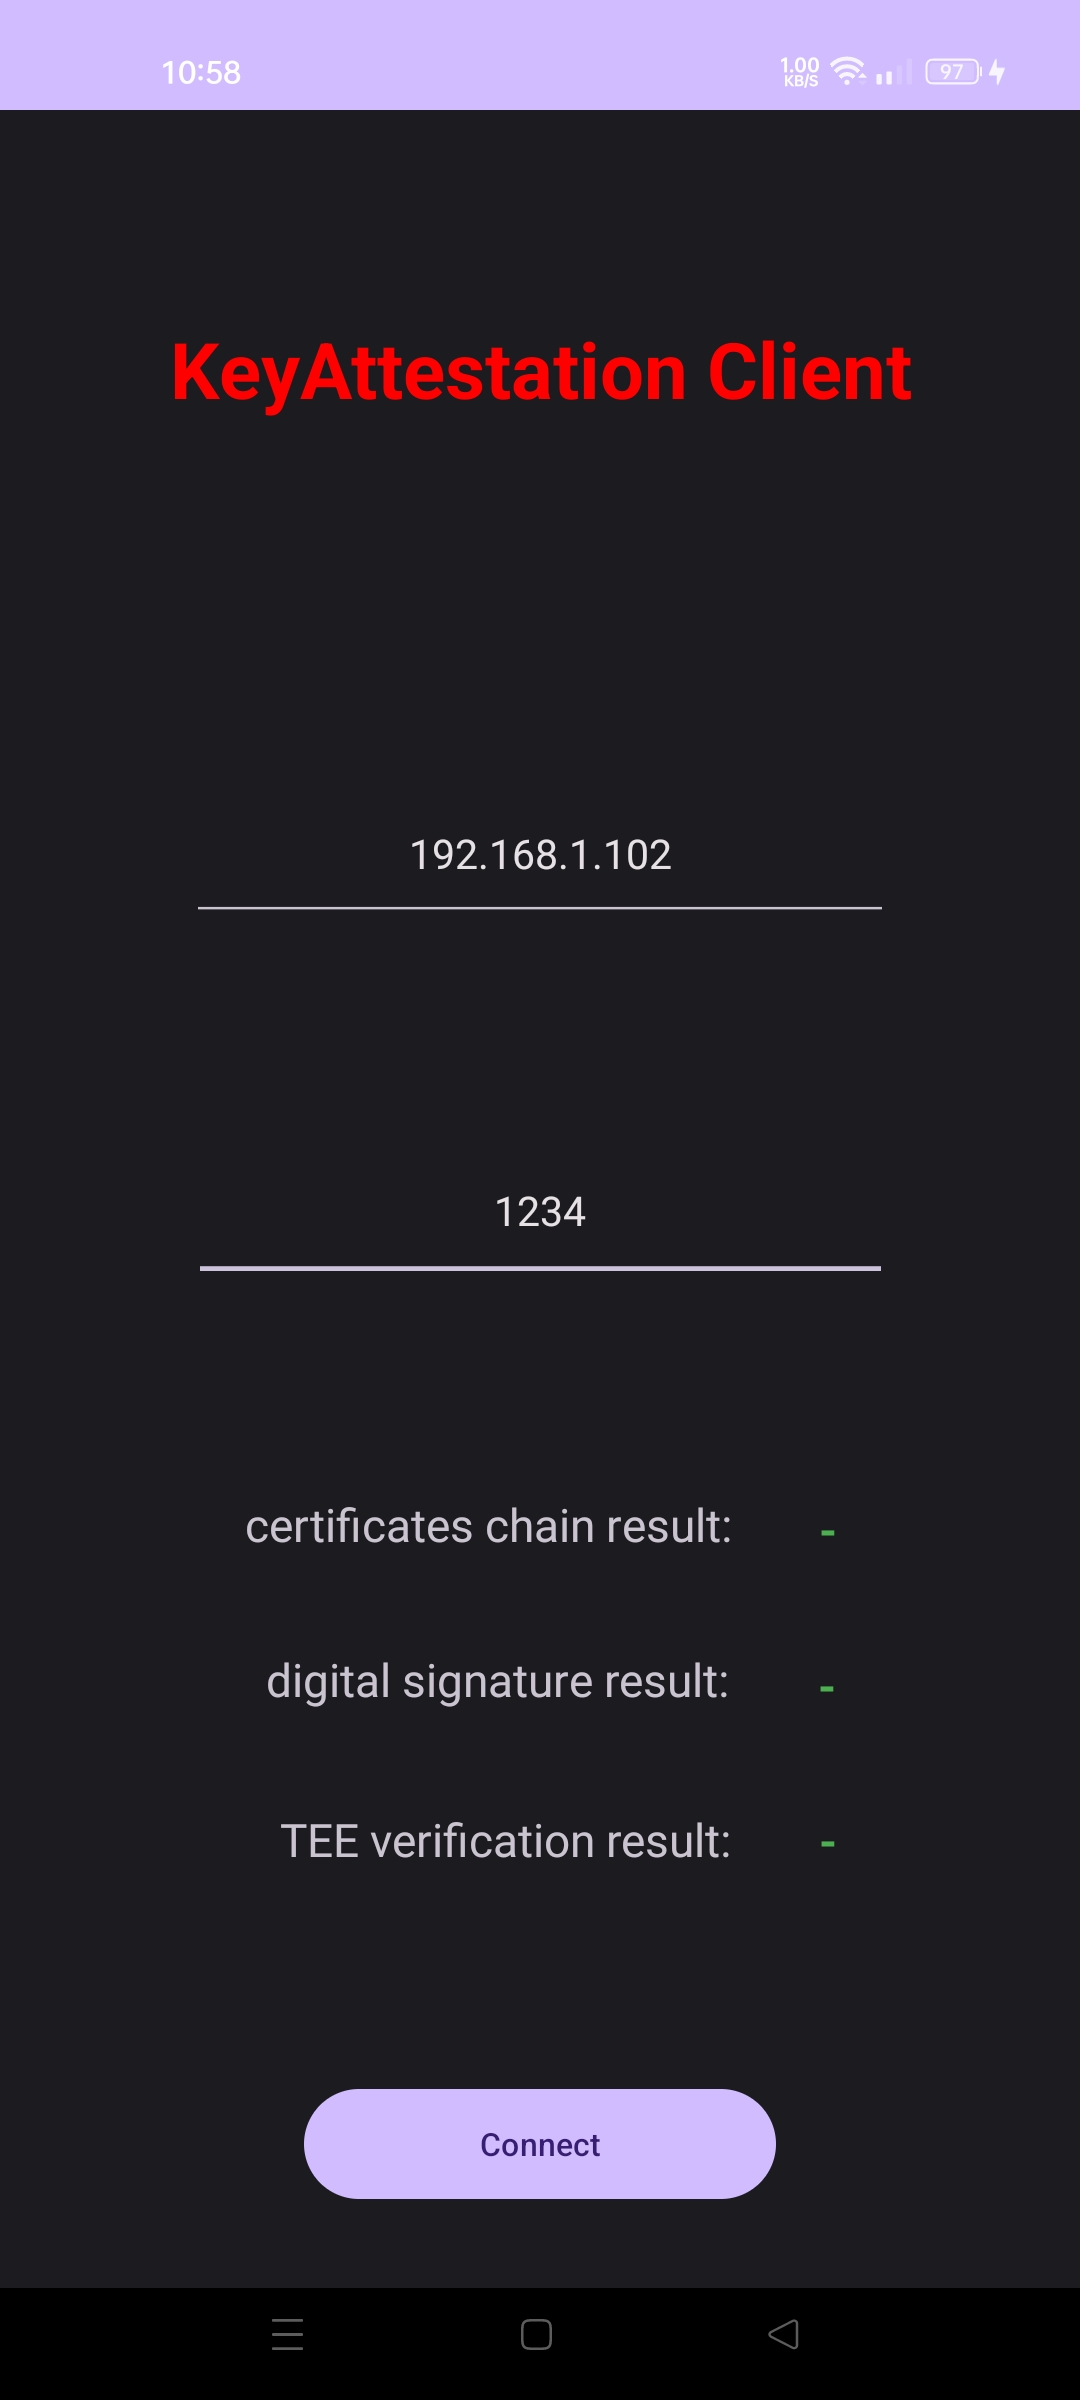 10:58
1.00
KB/S
97
KeyAttestation Client
192.168.1.102
1234
certificates chain result: -
digital signature result: -
TEE verification result: -
Connect